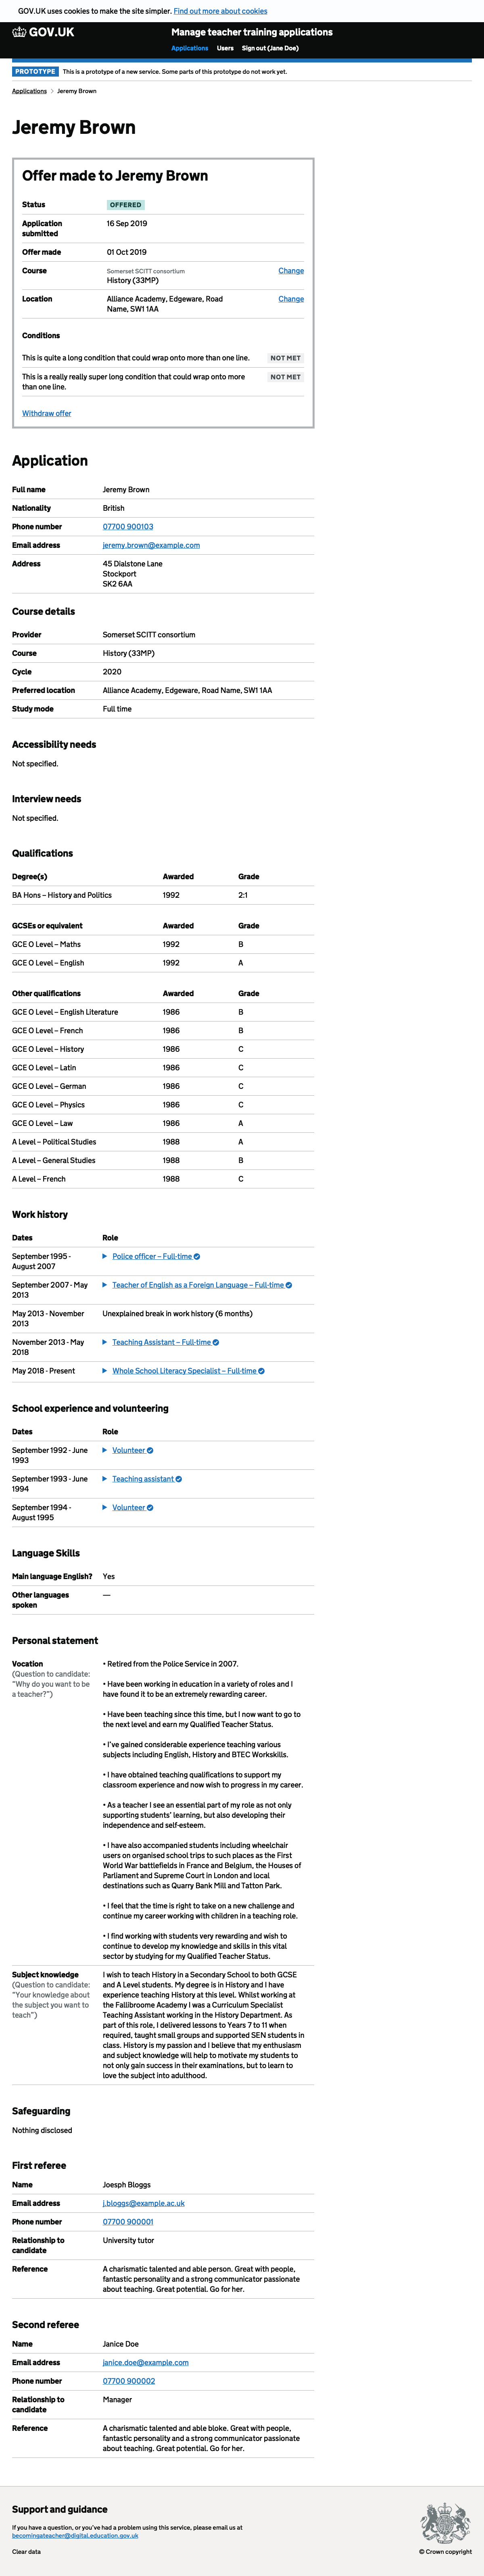 GOV.UK uses cookies to make the site simpler. Find out more about cookies
GOV.UK
Manage teacher training applications
Applications Users Sign out (Jane Doe)
PROTOTYPE This is a prototype of a new service. Some parts of this prototype do not work yet.
Applications > Jeremy Brown
Jeremy Brown
Offer made to Jeremy Brown
Status OFFERED
Application submitted 16 Sep 2019
Offer made 01 Oct 2019
Course Somerset SCITT consortium Change
History (33MP)
Location Alliance Academy, Edgeware, Road Change
Name, SW1 1AA
Conditions
This is quite a long condition that could wrap onto more than one line. NOT MET
This is a really really super long condition that could wrap onto more NOT MET
than one line.
Withdraw offer
Application
Full name Jeremy Brown
Nationality British
Phone number 07700 900103
Email address jeremy.brown@example.com
Address 45 Dialstone Lane
Stockport
SK2 6AA
Course details
Provider Somerset SCITT consortium
Course History (33MP)
Cycle 2020
Preferred location Alliance Academy, Edgeware, Road Name, SW1 1AA
Study mode Full time
Accessibility needs
Not specified.
Interview needs
Not specified.
Qualifications
Degree(s) Awarded Grade
BA Hons – History and Politics 1992 2:1
GCSEs or equivalent Awarded Grade
GCE O Level – Maths 1992 B
GCE O Level – English 1992 A
Other qualifications Awarded Grade
GCE O Level – English Literature 1986 B
GCE O Level – French 1986 B
GCE O Level – History 1986 C
GCE O Level – Latin 1986 C
GCE O Level – German 1986 C
GCE O Level – Physics 1986 C
GCE O Level – Law 1986 A
A Level – Political Studies 1988 A
A Level – General Studies 1988 B
A Level – French 1988 C
Work history
Dates Role
September 1995 - Police officer – Full-time
August 2007
September 2007 - May Teacher of English as a Foreign Language – Full-time
2013
May 2013 - November Unexplained break in work history (6 months)
2013
November 2013 - May Teaching Assistant – Full-time
2018
May 2018 - Present Whole School Literacy Specialist – Full-time
School experience and volunteering
Dates Role
September 1992 - June Volunteer
1993
September 1993 - June Teaching assistant
1994
September 1994 - Volunteer
August 1995
Language Skills
Main language English? Yes
Other languages —
spoken
Personal statement
Vocation
(Question to candidate:
"Why do you want to be
a teacher?")
• Retired from the Police Service in 2007.
• Have been working in education in a variety of roles and I
have found it to be an extremely rewarding career.
• Have been teaching since this time, but I now want to go to
the next level and earn my Qualified Teacher Status.
• I've gained considerable experience teaching various
subjects including English, History and BTEC Workskills.
• I have obtained teaching qualifications to support my
classroom experience and now wish to progress in my career.
• As a teacher I see an essential part of my role as not only
supporting students' learning, but also developing their
independence and self-esteem.
• I have also accompanied students including wheelchair
users on organised school trips to such places as the First
World War battlefields in France and Belgium, the Houses of
Parliament and Supreme Court in London and local
destinations such as Quarry Bank Mill and Tatton Park.
• I feel that the time is right to take on a new challenge and
continue my career working with children in a teaching role.
• I find working with students very rewarding and wish to
continue to develop my knowledge and skills in this vital
sector by studying for my Qualified Teacher Status.
Subject knowledge
(Question to candidate:
"Your knowledge about
the subject you want to
teach")
I wish to teach History in a Secondary School to both GCSE
and A Level students. My degree is in History and I have
experience teaching History at this level. Whilst working at
the Fallibroome Academy I was a Curriculum Specialist
Teaching Assistant working in the History Department. As
part of this role, I delivered lessons to Years 7 to 11 when
required, taught small groups and supported SEN students in
class. History is my passion and I believe that my enthusiasm
and subject knowledge will help to motivate my students to
not only gain success in their examinations, but to learn to
love the subject into adulthood.
Safeguarding
Nothing disclosed
First referee
Name Joesph Bloggs
Email address j.bloggs@example.ac.uk
Phone number 07700 900001
Relationship to University tutor
candidate
Reference A charismatic talented and able person. Great with people,
fantastic personality and a strong communicator passionate
about teaching. Great potential. Go for her.
Second referee
Name Janice Doe
Email address janice.doe@example.com
Phone number 07700 900002
Relationship to Manager
candidate
Reference A charismatic talented and able bloke. Great with people,
fantastic personality and a strong communicator passionate
about teaching. Great potential. Go for her.
Support and guidance
If you have a question, or you've had a problem using this service, please email us at
becomingateacher@digital.education.gov.uk
Clear data
© Crown copyright